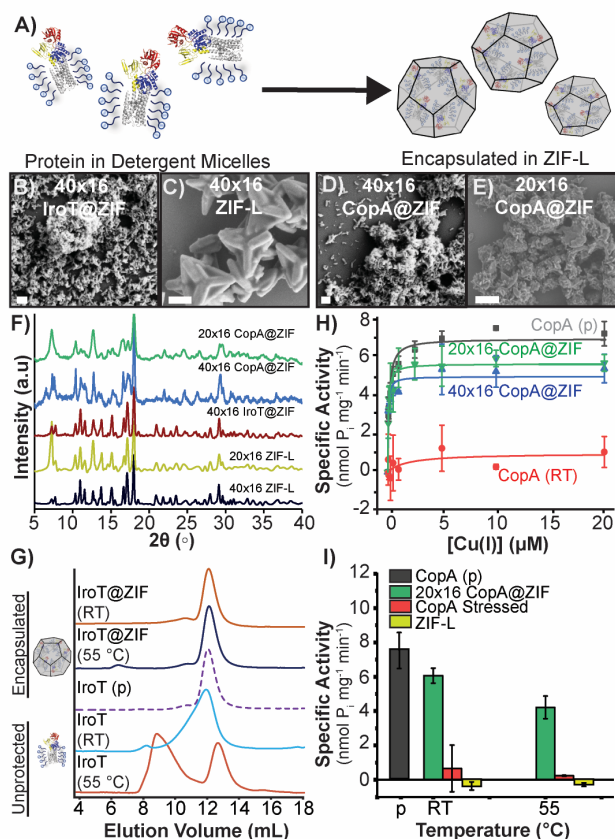 A)
Protein in Detergent Micelles
Encapsulated in ZIF-L
B) 40x16
IroT@ZIF
C) 40x16
ZIF-L
D) 40x16
CopA@ZIF
E) 20x16
CopA@ZIF
F)
Intensity (a.u)
20x16 CopA@ZIF
40x16 CopA@ZIF
40x16 IroT@ZIF
20x16 ZIF-L
40x16 ZIF-L
5 10 15 20 25 30 35 40
2θ (°)
H)
Specific Activity
(nmol Pi mg-1 min-1)
8
6
4
2
0
CopA (p)
20x16 CopA@ZIF
40x16 CopA@ZIF
CopA (RT)
0 5 10 15 20
[Cu(I)] (µM)
G)
Encapsulated
Unprotected
IroT@ZIF
(RT)
IroT@ZIF
(55 °C)
IroT (p)
IroT
(RT)
IroT
(55 °C)
4 6 8 10 12 14 16 18
Elution Volume (mL)
I)
Specific Activity
(nmol Pi mg-1 min-1)
10
8
6
4
2
0
CopA (p)
20x16 CopA@ZIF
CopA Stressed
ZIF-L
p RT 55
Temperature (°C)